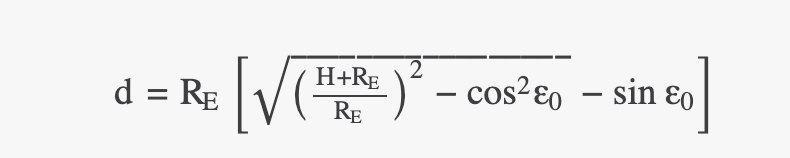 d = R_E [√((H+R_E)/R_E)² − cos²ε₀ − sin ε₀]